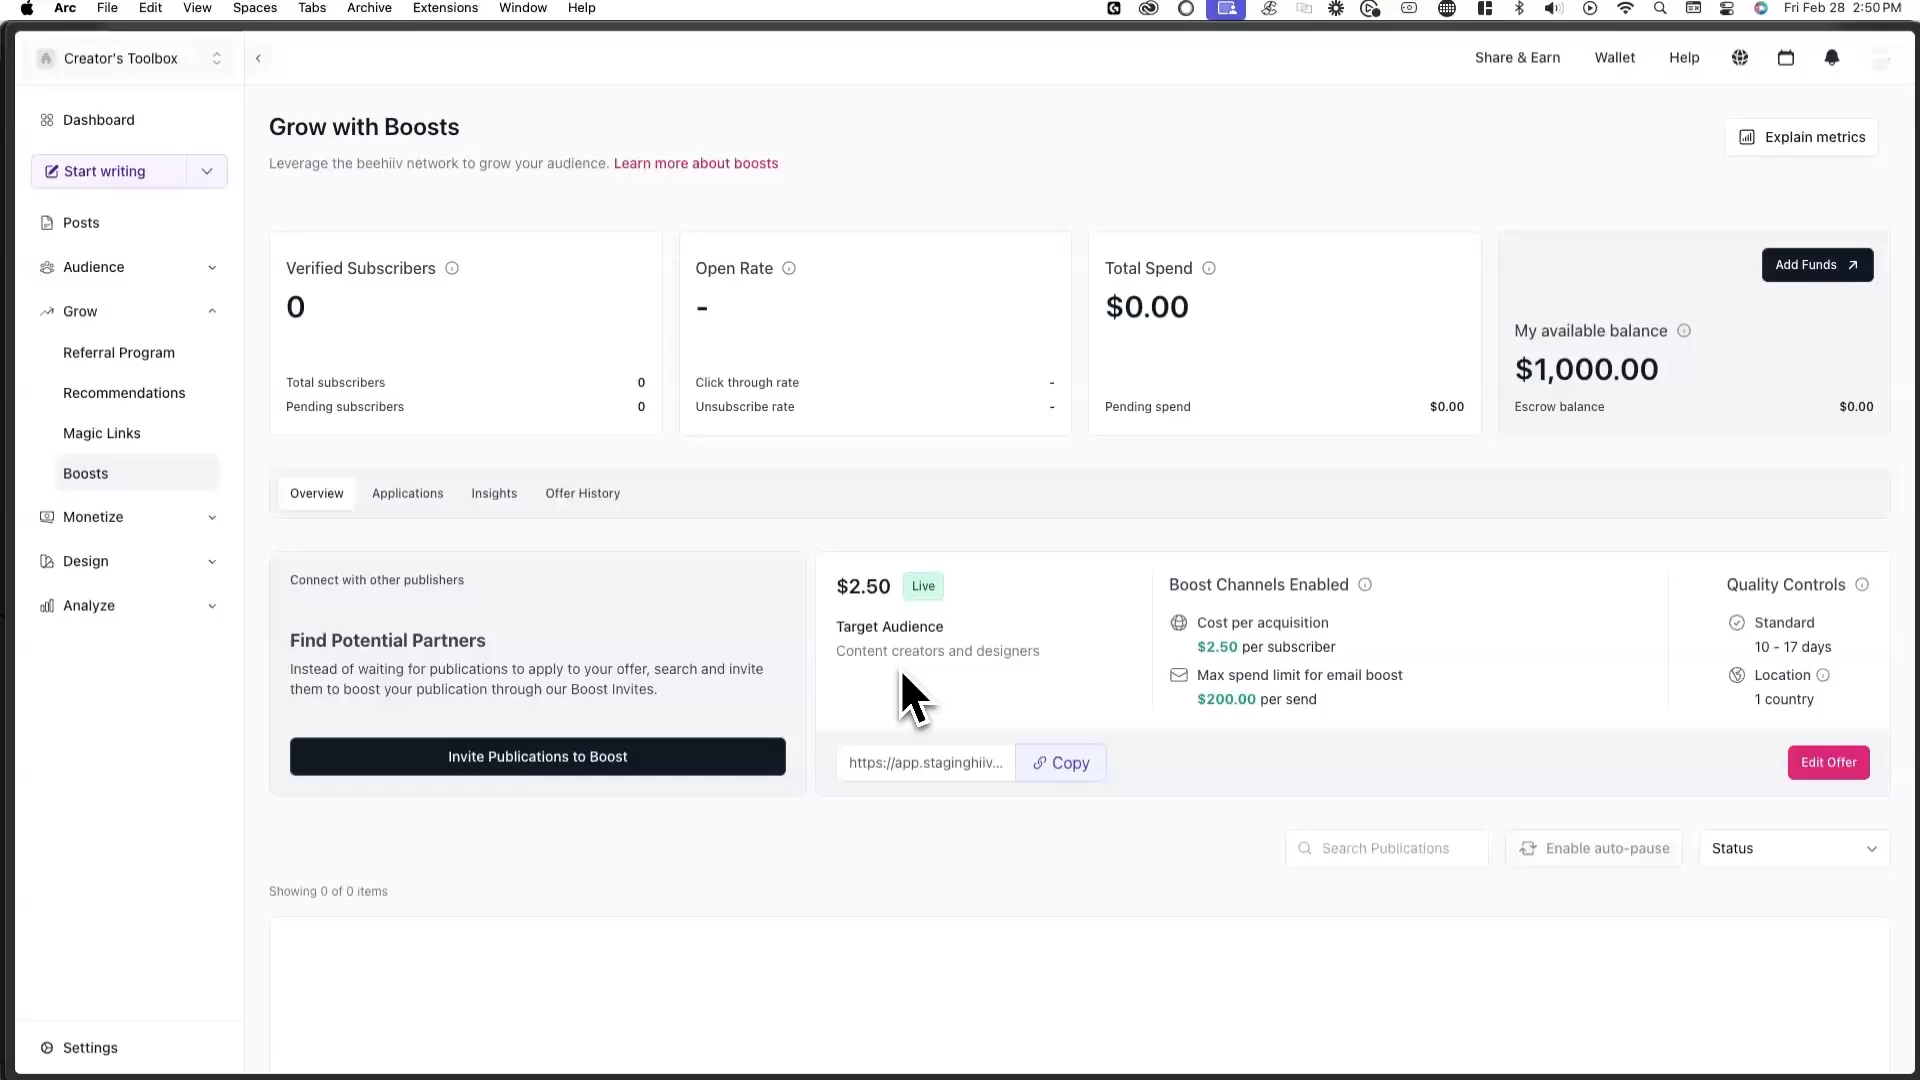 Arc File Edit View Spaces Tabs Archive Extensions Window Help Fri Feb 28 2:50 PM
Creator's Toolbox
Share & Earn Wallet Help
Dashboard
Start writing
Posts
Audience
Grow
Referral Program
Recommendations
Magic Links
Boosts
Monetize
Design
Analyze
Settings
Grow with Boosts
Leverage the beehiiv network to grow your audience. Learn more about boosts
Explain metrics
Verified Subscribers
0
Total subscribers 0
Pending subscribers 0
Open Rate
-
Click through rate -
Unsubscribe rate -
Total Spend
$0.00
Pending spend $0.00
Add Funds
My available balance
$1,000.00
Escrow balance $0.00
Overview Applications Insights Offer History
Connect with other publishers
Find Potential Partners
Instead of waiting for publications to apply to your offer, search and invite
them to boost your publication through our Boost Invites.
Invite Publications to Boost
$2.50 Live
Target Audience
Content creators and designers
Boost Channels Enabled
Cost per acquisition
$2.50 per subscriber
Max spend limit for email boost
$200.00 per send
Quality Controls
Standard
10 - 17 days
Location
1 country
https://app.staginghiiv... Copy
Edit Offer
Search Publications Enable auto-pause Status
Showing 0 of 0 items